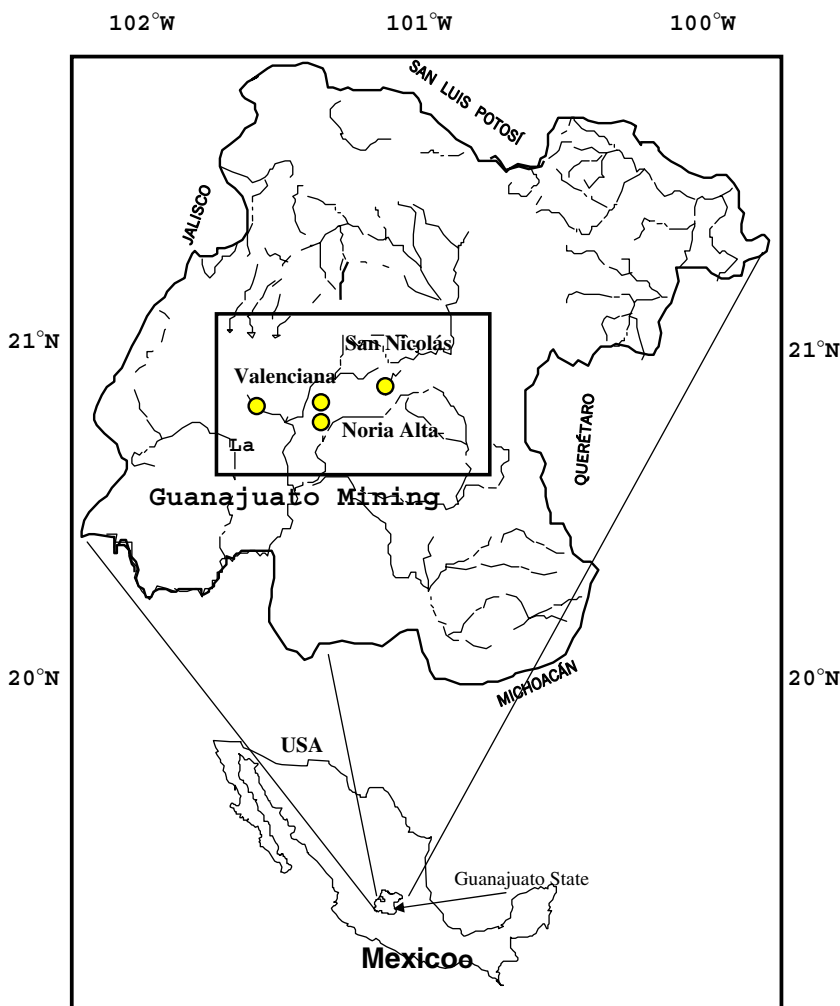 102°W 101°W 100°W
SAN LUIS POTOSÍ
JALISCO
21°N 21°N
San Nicolás
Valenciana
Noria Alta
La
QUERÉTARO
Guanajuato Mining
20°N 20°N
MICHOACÁN
USA
Guanajuato State
Mexicoo